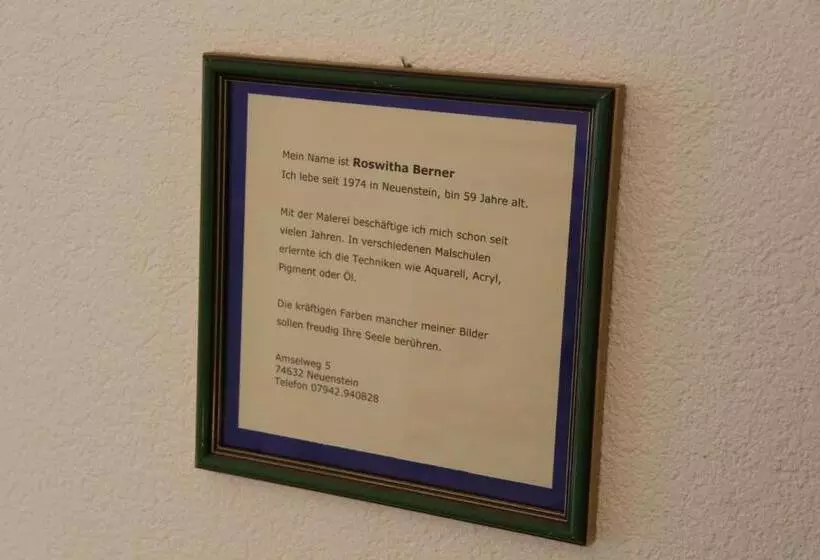 Mein Name ist Roswitha Berner
Ich lebe seit 1974 in Neuenstein, bin 59 Jahre alt.
Mit der Malerei beschäftige ich mich schon seit
vielen Jahren. In verschiedenen Malschulen
erlernte ich die Techniken wie Aquarell, Acryl,
Pigment oder Öl.
Die kräftigen Farben mancher meiner Bilder
sollen freudig Ihre Seele berühren.
Amselweg 5
74632 Neuenstein
Telefon 07942.940828